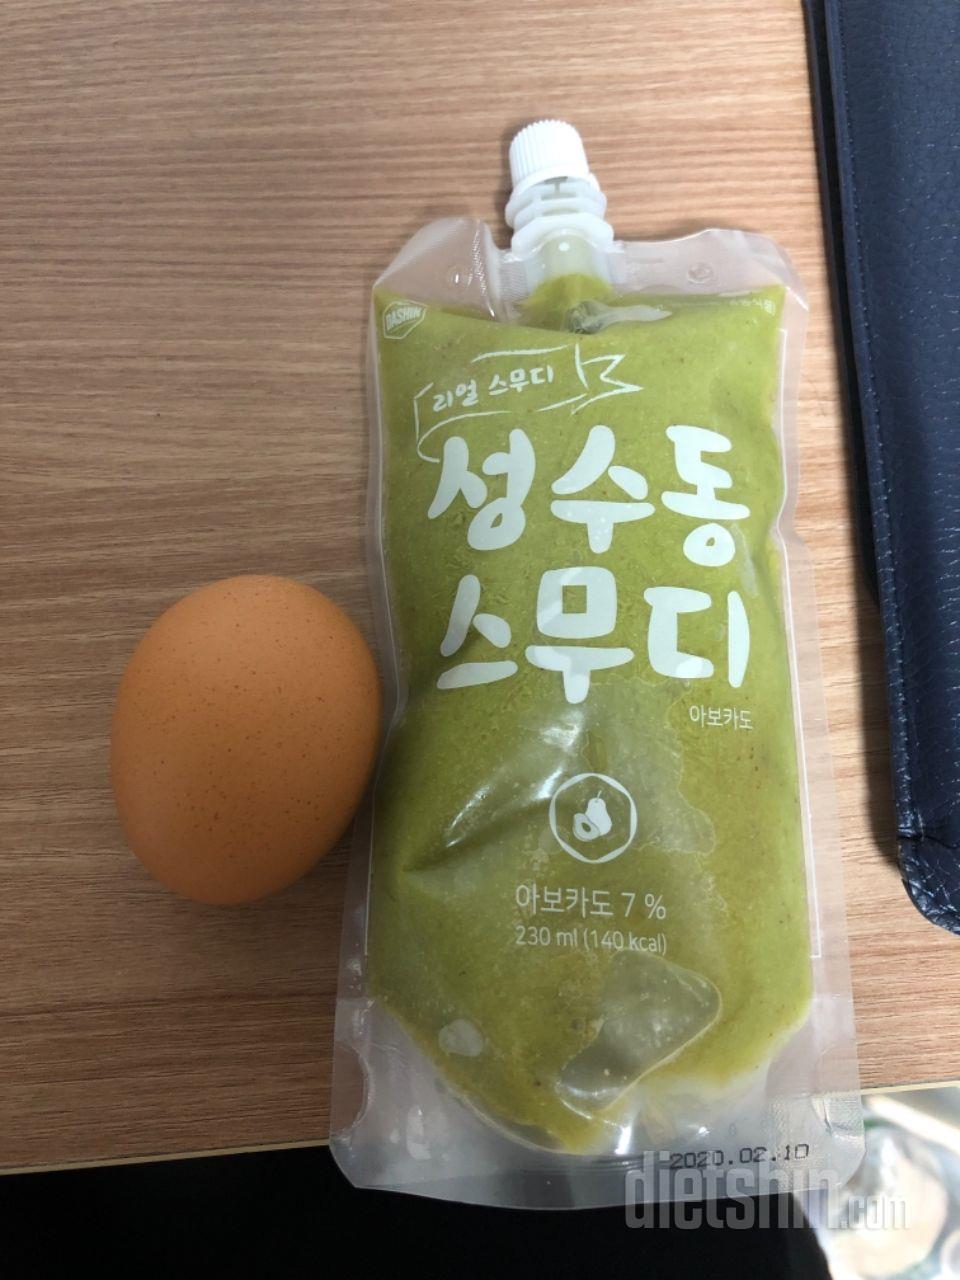 DASHIN
리얼 스무디
성수동
스무디
아보카도
아보카도 7 %
230 ml (140 kcal)
2020.02.10
dietshin.com